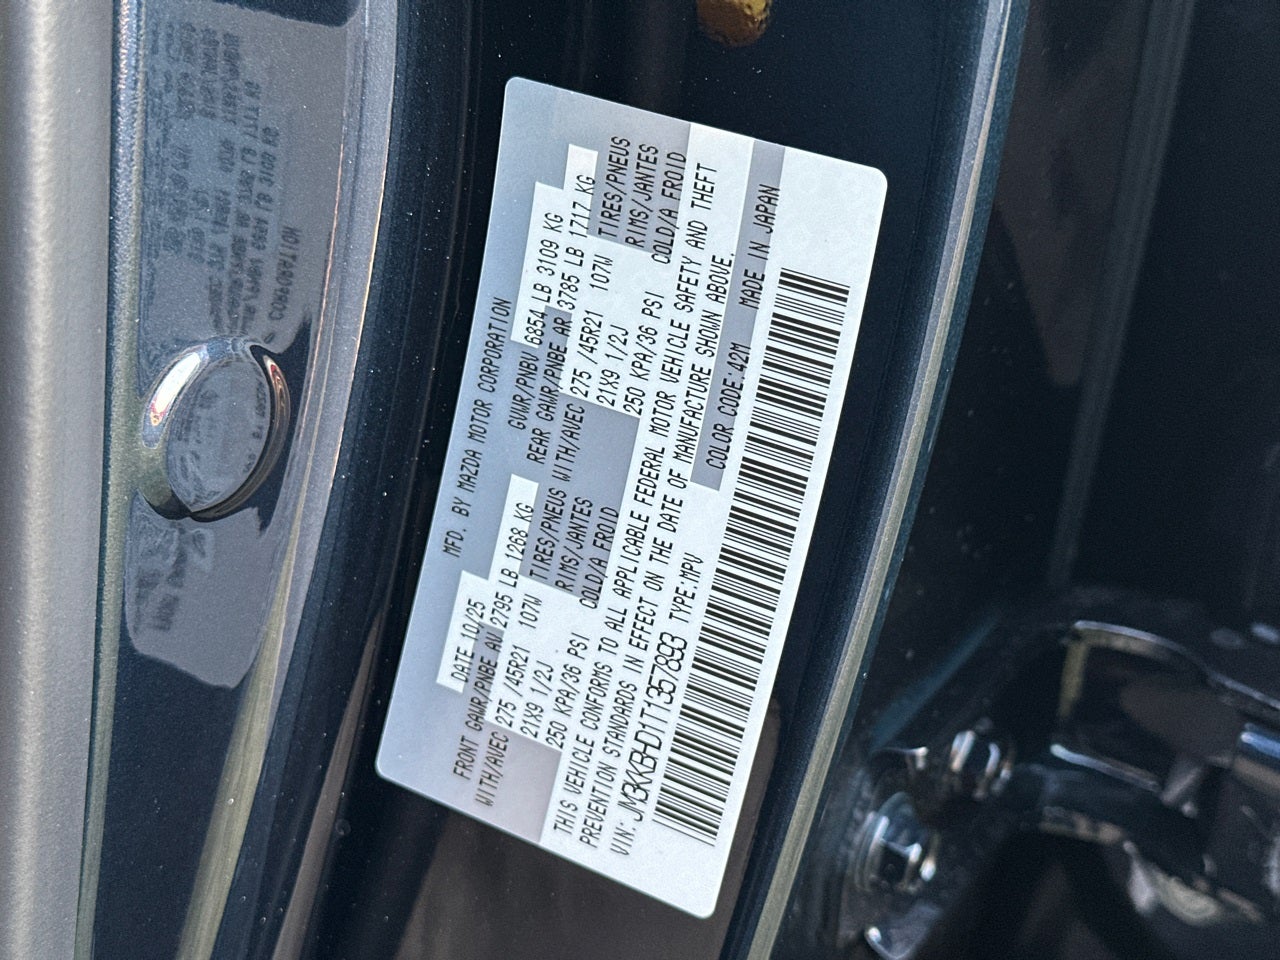 MFD. BY MAZDA MOTOR CORPORATION
DATE 10/25 GVWR/PNBV 6854 LB 3109 KG
FRONT GAWR/PNBE AV 2795 LB 1268 KG REAR GAWR/PNBE AR 3785 LB 1717 KG
WITH/AVEC 275 /45R21 107W TIRES/PNEUS WITH/AVEC 275 /45R21 107W TIRES/PNEUS
21X9 1/2J RIMS/JANTES 21X9 1/2J RIMS/JANTES
250 KPA/36 PSI COLD/A FROID 250 KPA/36 PSI COLD/A FROID
THIS VEHICLE CONFORMS TO ALL APPLICABLE FEDERAL MOTOR VEHICLE SAFETY AND THEFT
PREVENTION STANDARDS IN EFFECT ON THE DATE OF MANUFACTURE SHOWN ABOVE.
VIN: JM3KKBHD1T1357893 TYPE:MPV COLOR CODE:42M MADE IN JAPAN